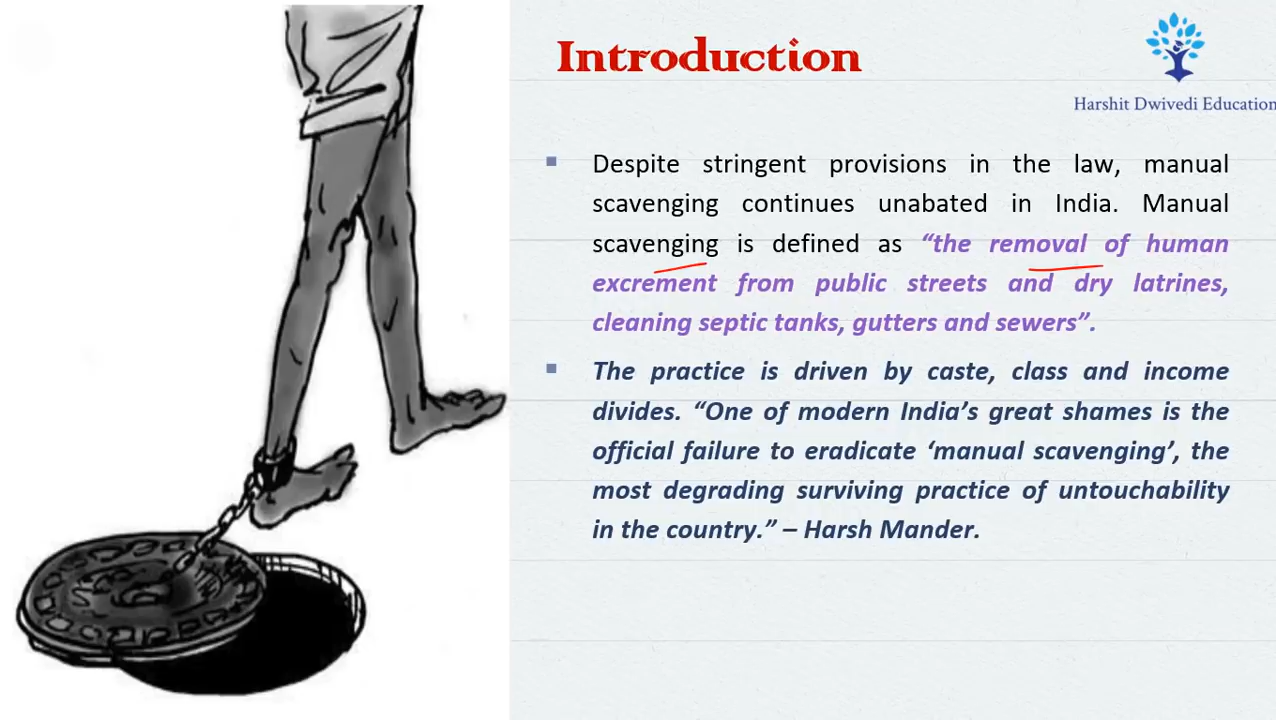 Introduction
Harshit Dwivedi Education
Despite stringent provisions in the law, manual
scavenging continues unabated in India. Manual
scavenging is defined as “the removal of human
excrement from public streets and dry latrines,
cleaning septic tanks, gutters and sewers”.
The practice is driven by caste, class and income
divides. “One of modern India’s great shames is the
official failure to eradicate ‘manual scavenging’, the
most degrading surviving practice of untouchability
in the country.” – Harsh Mander.